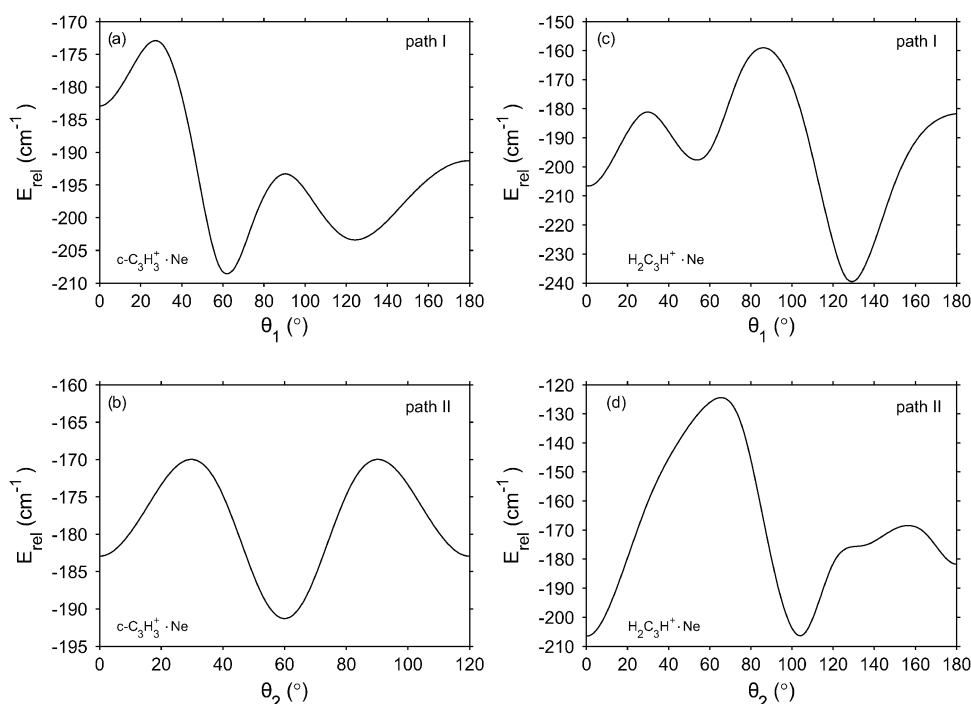 (a)
path I
E_rel (cm^-1)
-170
-175
-180
-185
-190
-195
-200
-205
-210
c-C3H3+ · Ne
0 20 40 60 80 100 120 140 160 180
θ1 (°)
(c)
path I
E_rel (cm^-1)
-150
-160
-170
-180
-190
-200
-210
-220
-230
-240
H2C3H+ · Ne
0 20 40 60 80 100 120 140 160 180
θ1 (°)
(b)
path II
E_rel (cm^-1)
-160
-165
-170
-175
-180
-185
-190
-195
c-C3H3+ · Ne
0 20 40 60 80 100 120
θ2 (°)
(d)
path II
E_rel (cm^-1)
-120
-130
-140
-150
-160
-170
-180
-190
-200
-210
H2C3H+ · Ne
0 20 40 60 80 100 120 140 160 180
θ2 (°)